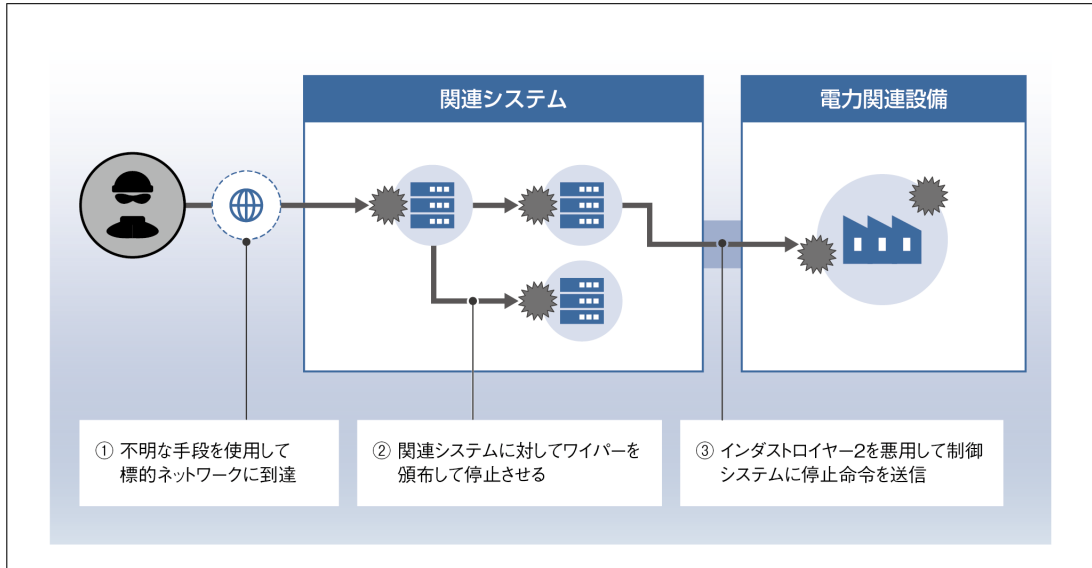 関連システム
電力関連設備
① 不明な手段を使用して
標的ネットワークに到達
② 関連システムに対してワイパーを
頒布して停止させる
③ インダストロイヤー2を悪用して制御
システムに停止命令を送信